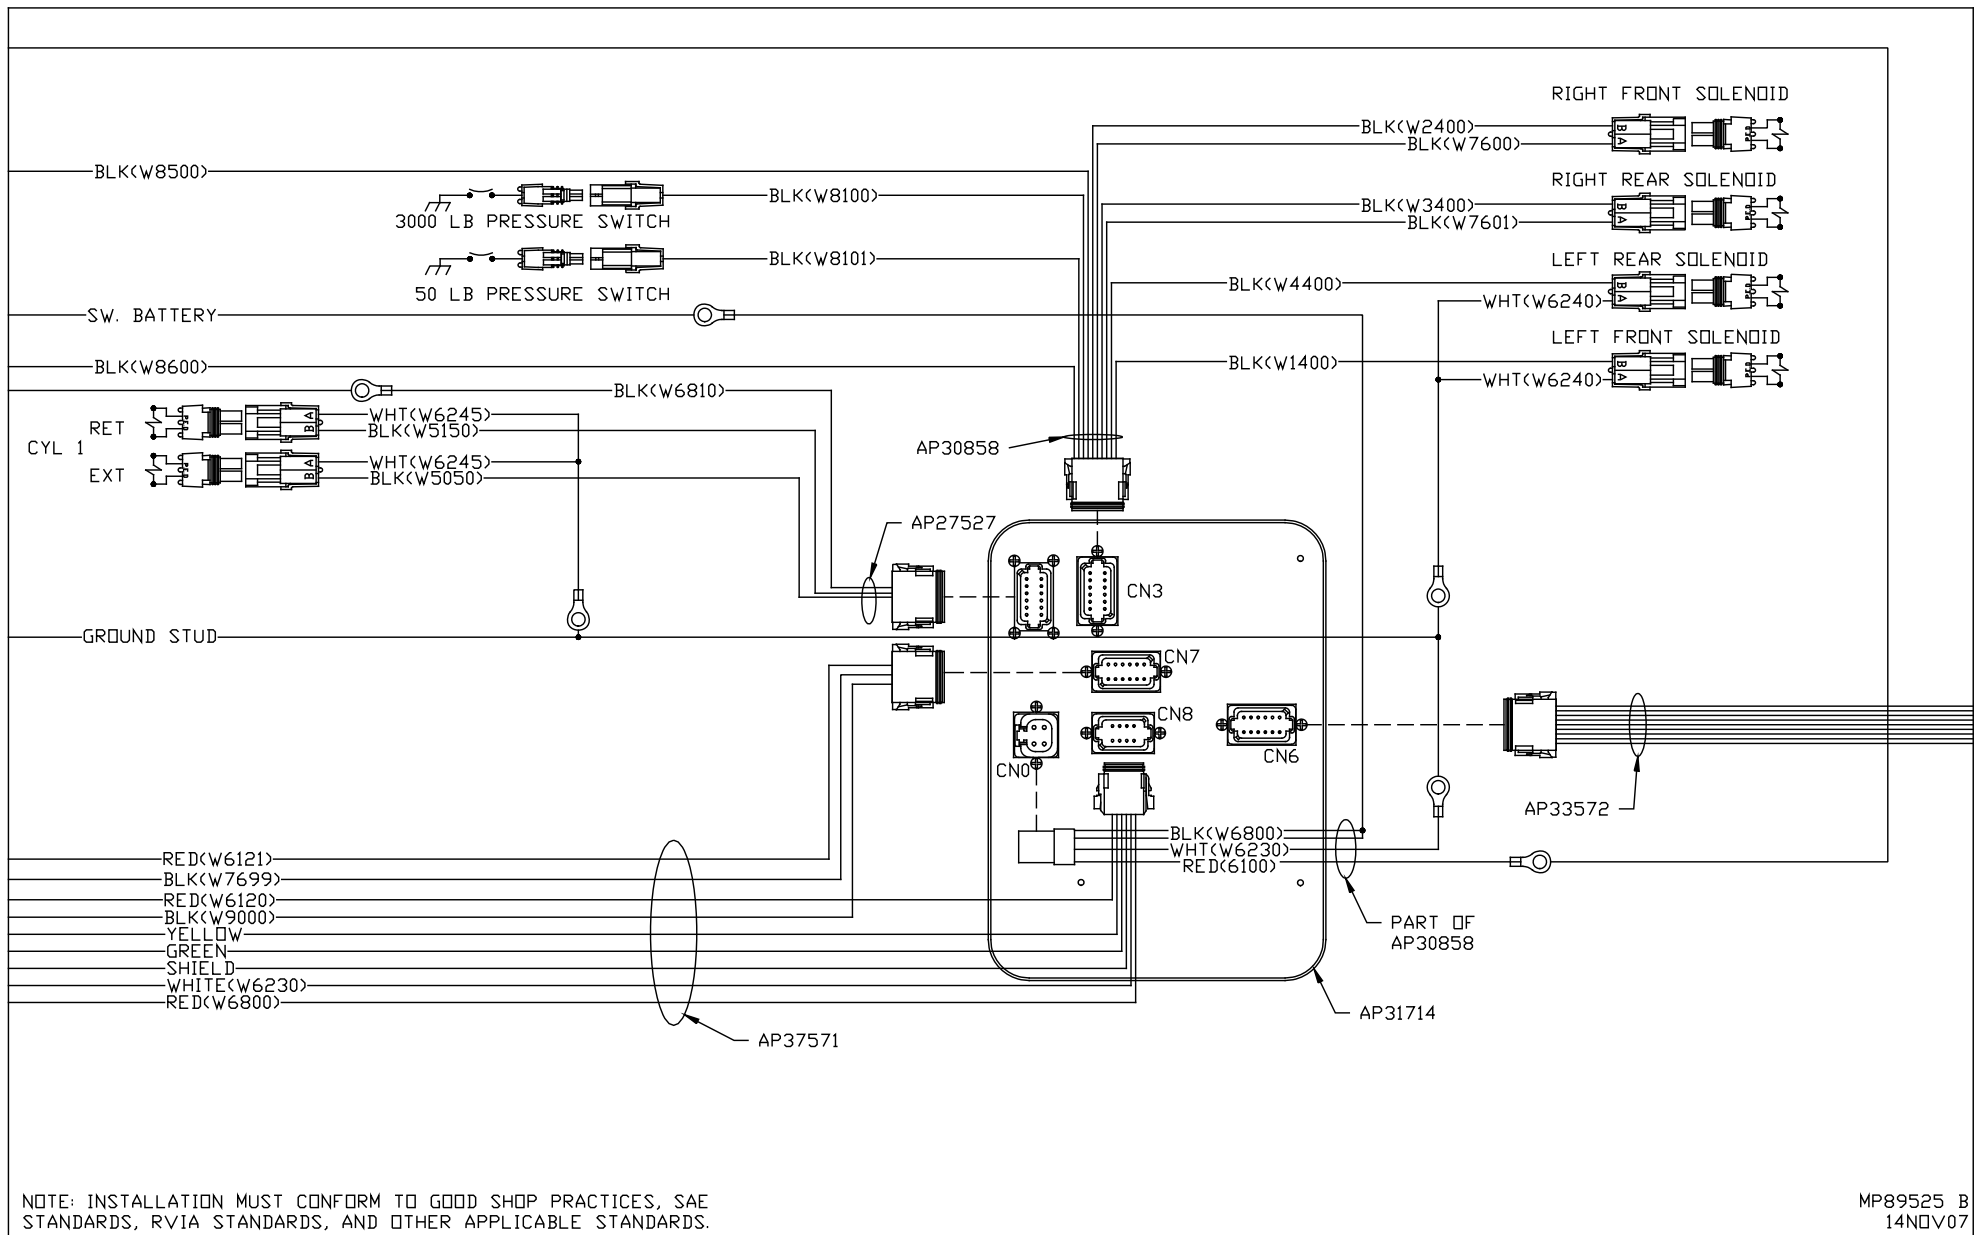 RIGHT FRONT SOLENOID
BLK(W2400)
BLK(W7600)
B
A
BLK(W8500)
BLK(W8100)
3000 LB PRESSURE SWITCH
RIGHT REAR SOLENOID
BLK(W3400)
BLK(W7601)
B
A
BLK(W8101)
50 LB PRESSURE SWITCH
LEFT REAR SOLENOID
BLK(W4400)
WHT(W6240)
B
A
SW. BATTERY
LEFT FRONT SOLENOID
BLK(W1400)
WHT(W6240)
B
A
BLK(W8600)
BLK(W6810)
CYL 1
RET
A
B
WHT(W6245)
BLK(W5150)
EXT
A
B
WHT(W6245)
BLK(W5050)
AP30858
AP27527
CN3
GROUND STUD
CN7
CN8
CN6
CN0
AP33572
BLK(W6800)
WHT(W6230)
RED(6100)
PART OF
AP30858
RED(W6121)
BLK(W7699)
RED(W6120)
BLK(W9000)
YELLOW
GREEN
SHIELD
WHITE(W6230)
RED(W6800)
AP37571
AP31714
NOTE: INSTALLATION MUST CONFORM TO GOOD SHOP PRACTICES, SAE
STANDARDS, RVIA STANDARDS, AND OTHER APPLICABLE STANDARDS.
MP89525 B
14NOV07